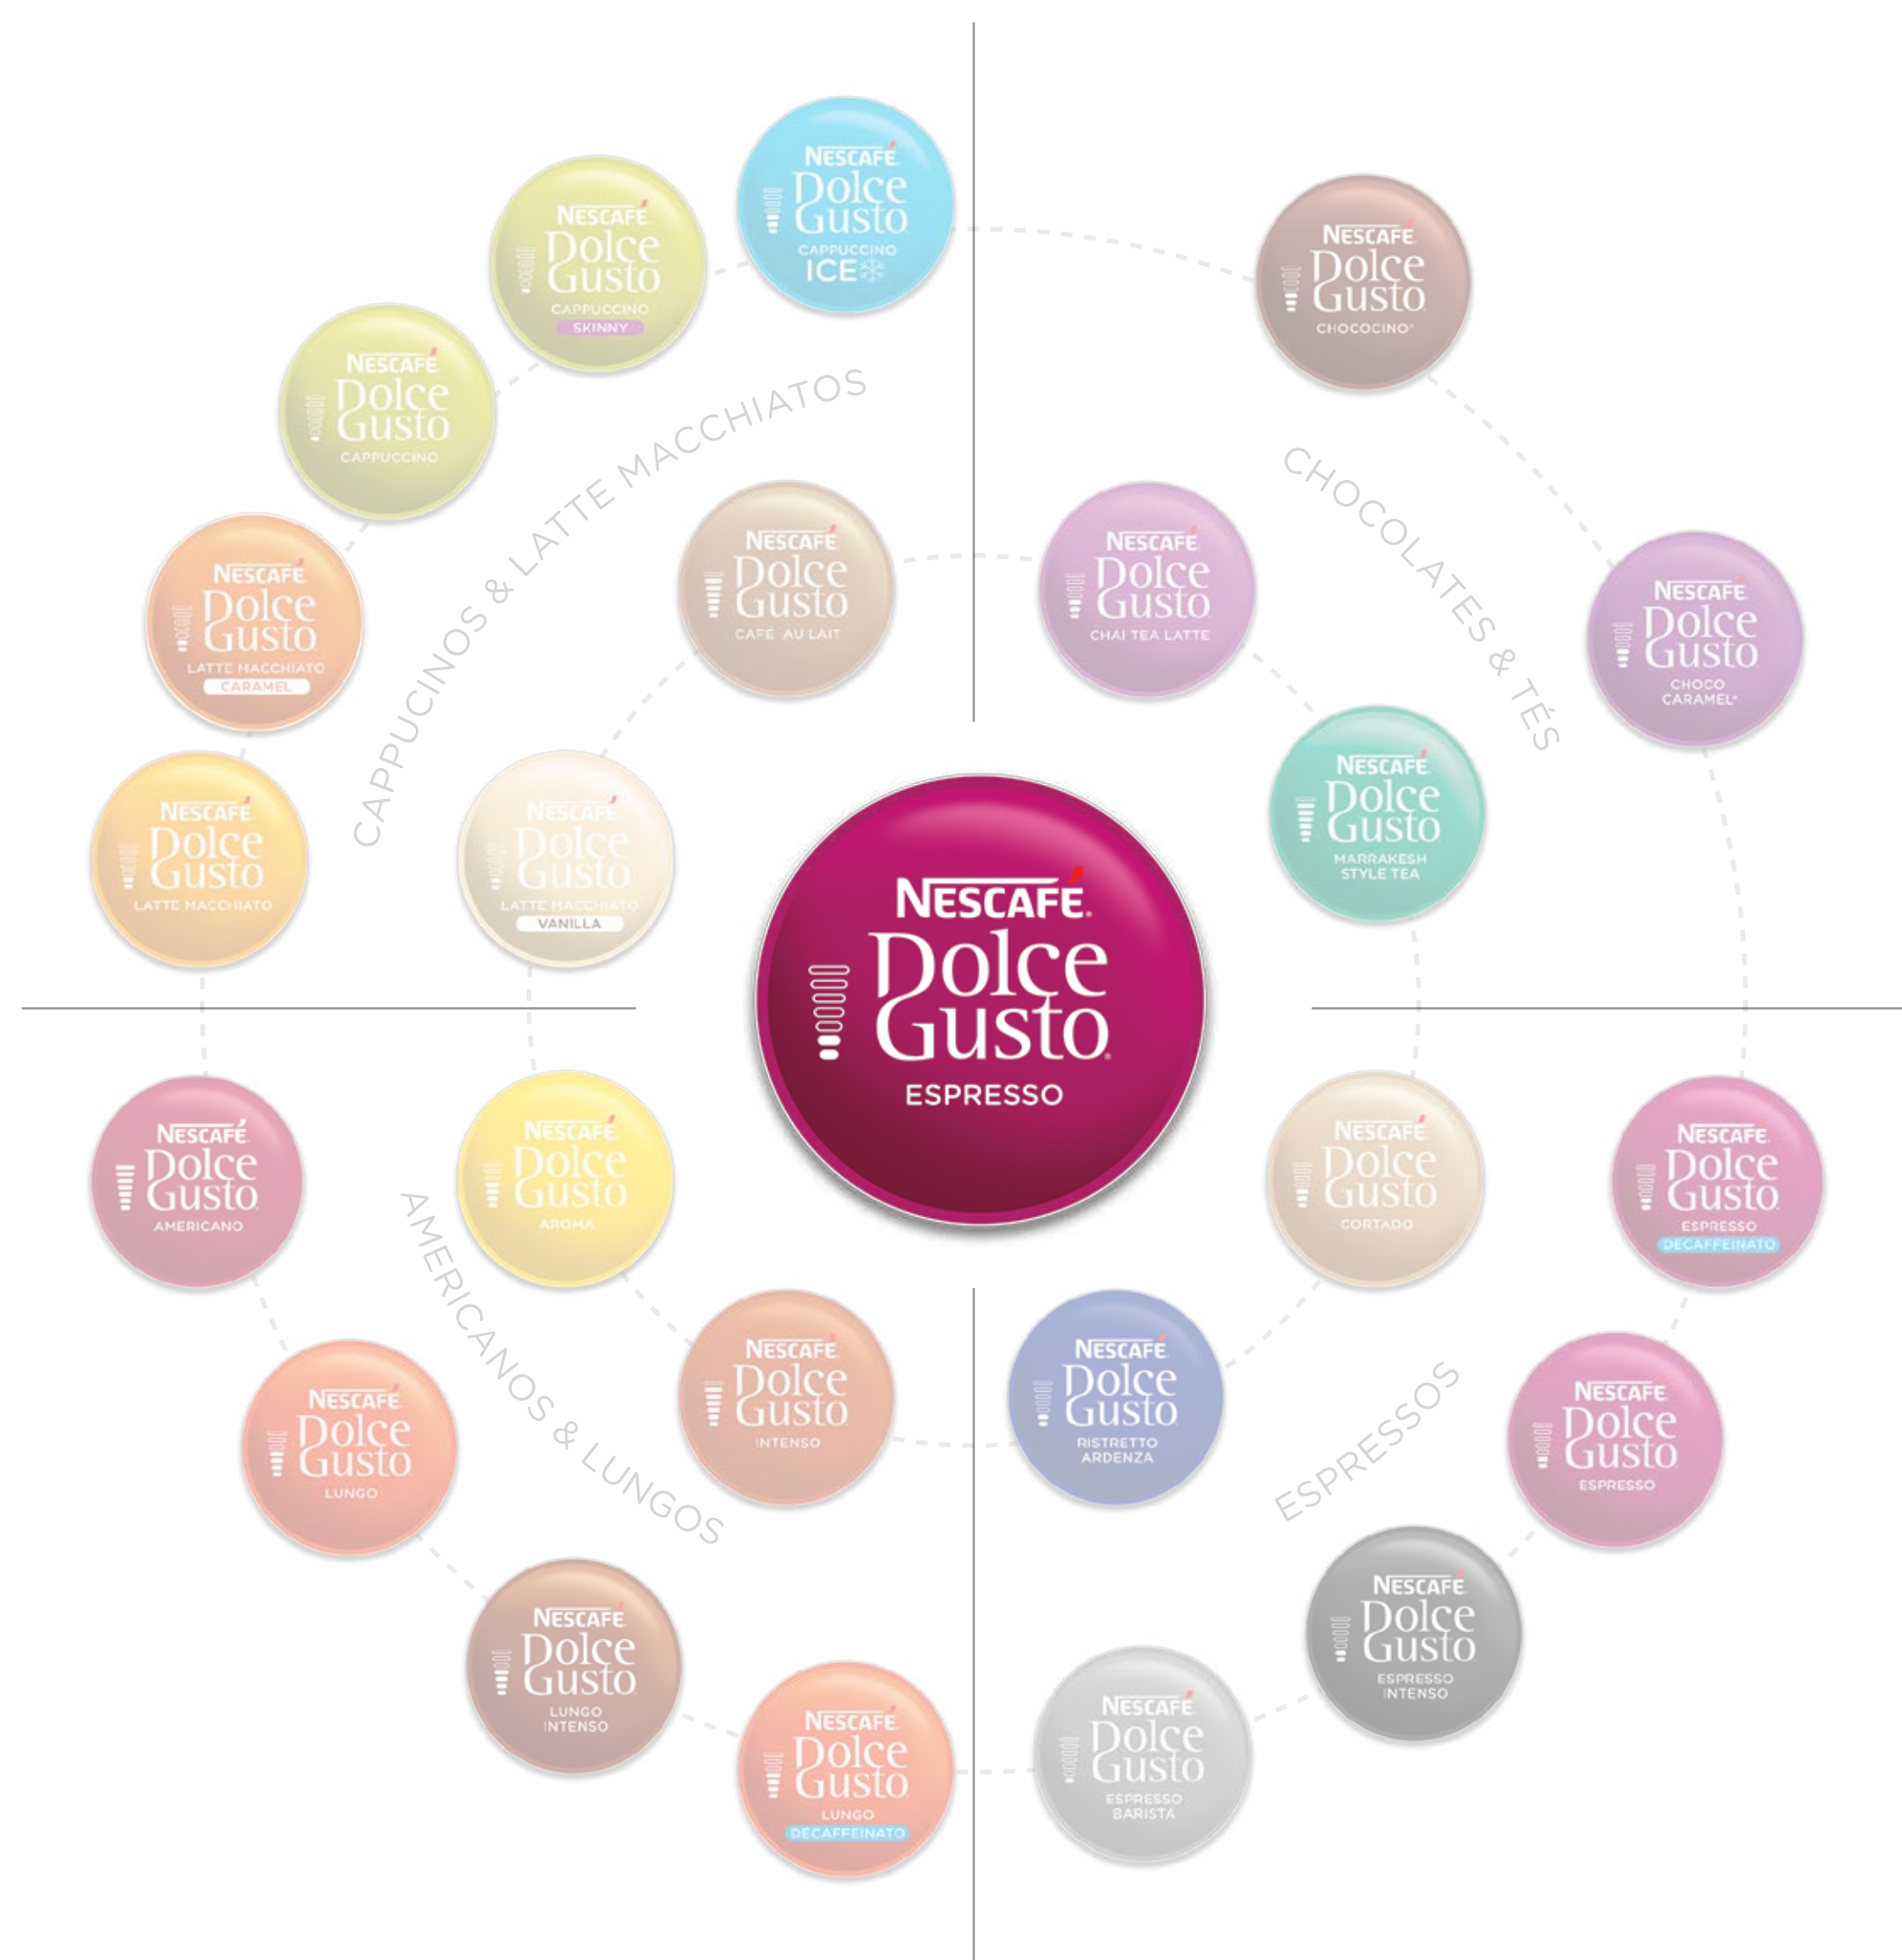 NESCAFÉ
Dolce
Gusto
CAPPUCCINO
ICE
NESCAFÉ
Dolce
Gusto
CAPPUCCINO
SKINNY
NESCAFÉ
Dolce
Gusto
CAPPUCCINO
NESCAFÉ
Dolce
Gusto
LATTE MACCHIATO
CARAMEL
NESCAFÉ
Dolce
Gusto
LATTE MACCHIATO
CAPPUCINOS & LATTE MACCHIATOS
NESCAFÉ
Dolce
Gusto
CAFÉ AU LAIT
NESCAFÉ
Dolce
Gusto
LATTE MACCHIATO
VANILLA
NESCAFÉ
Dolce
Gusto
CHOCOCINO*
NESCAFÉ
Dolce
Gusto
CHOCO
CARAMEL*
CHOCOLATES & TÉS
NESCAFÉ
Dolce
Gusto
CHAI TEA LATTE
NESCAFÉ
Dolce
Gusto
MARRAKESH
STYLE TEA
NESCAFÉ®
Dolce
Gusto®
ESPRESSO
NESCAFÉ
Dolce
Gusto
AMERICANO
NESCAFÉ
Dolce
Gusto
AROMA
NESCAFÉ
Dolce
Gusto
LUNGO
AMERICANOS & LUNGOS
NESCAFÉ
Dolce
Gusto
INTENSO
NESCAFÉ
Dolce
Gusto
LUNGO
INTENSO
NESCAFÉ
Dolce
Gusto
LUNGO
DECAFFEINATO
NESCAFÉ
Dolce
Gusto
CORTADO
NESCAFÉ
Dolce
Gusto
ESPRESSO
DECAFFEINATO
NESCAFÉ
Dolce
Gusto
RISTRETTO
ARDENZA
ESPRESSOS
NESCAFÉ
Dolce
Gusto
ESPRESSO
NESCAFÉ
Dolce
Gusto
ESPRESSO
INTENSO
NESCAFÉ
Dolce
Gusto
ESPRESSO
BARISTA